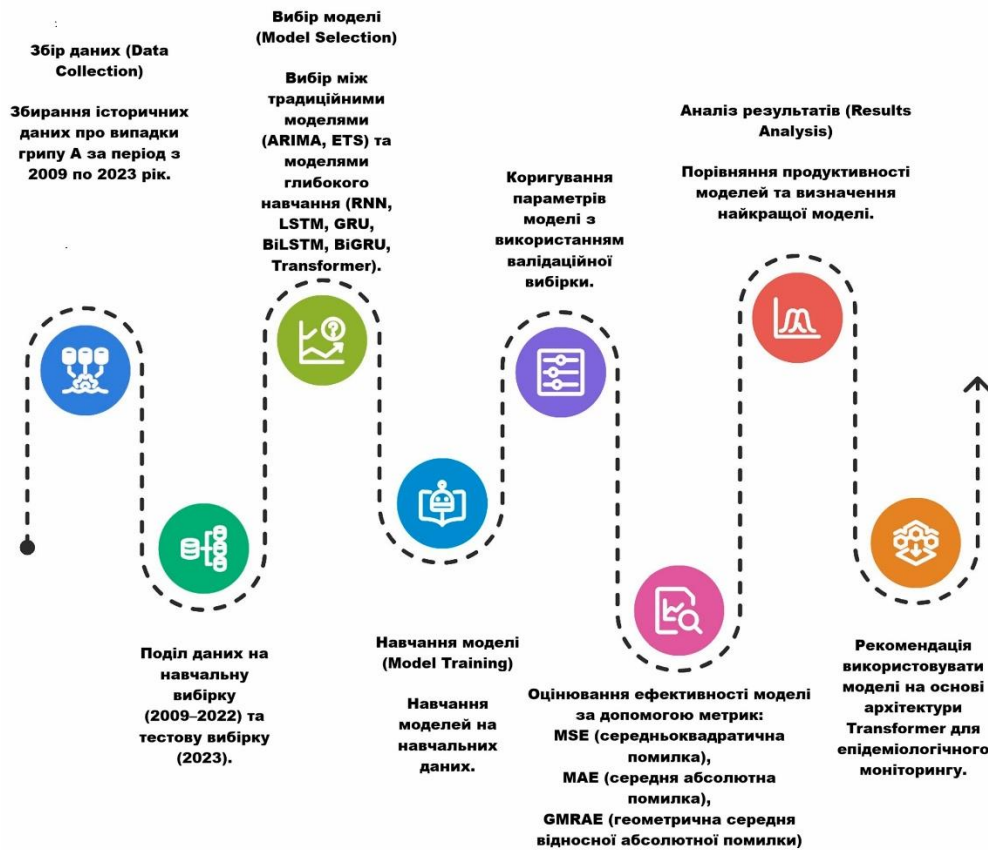 Збір даних (Data
Collection)
Збирання історичних
даних про випадки
грипу А за період з
2009 по 2023 рік.
Поділ даних на
навчальну
вибірку
(2009–2022) та
тестову вибірку
(2023).
Вибір моделі
(Model Selection)
Вибір між
традиційними
моделями
(ARIMA, ETS) та
моделями
глибокого
навчання (RNN,
LSTM, GRU,
BiLSTM, BiGRU,
Transformer).
Навчання моделі
(Model Training)
Навчання
моделей на
навчальних
даних.
Коригування
параметрів
моделі з
використанням
валідаційної
вибірки.
Оцінювання ефективності моделі
за допомогою метрик:
MSE (середньоквадратична
помилка),
MAE (середня абсолютна
помилка),
GMRAE (геометрична середня
відносної абсолютної помилки)
Аналіз результатів (Results
Analysis)
Порівняння продуктивності
моделей та визначення
найкращої моделі.
Рекомендація
використовувати
моделі на основі
архітектури
Transformer для
епідеміологічного
моніторингу.